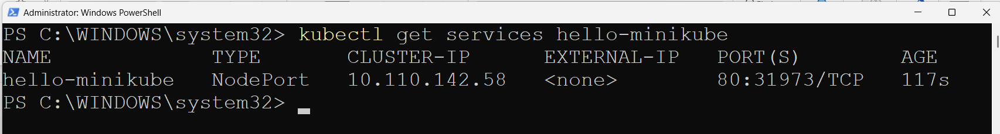 Administrator: Windows PowerShell
PS C:\WINDOWS\system32> kubectl get services hello-minikube
NAME TYPE CLUSTER-IP EXTERNAL-IP PORT(S) AGE
hello-minikube NodePort 10.110.142.58 <none> 80:31973/TCP 117s
PS C:\WINDOWS\system32>